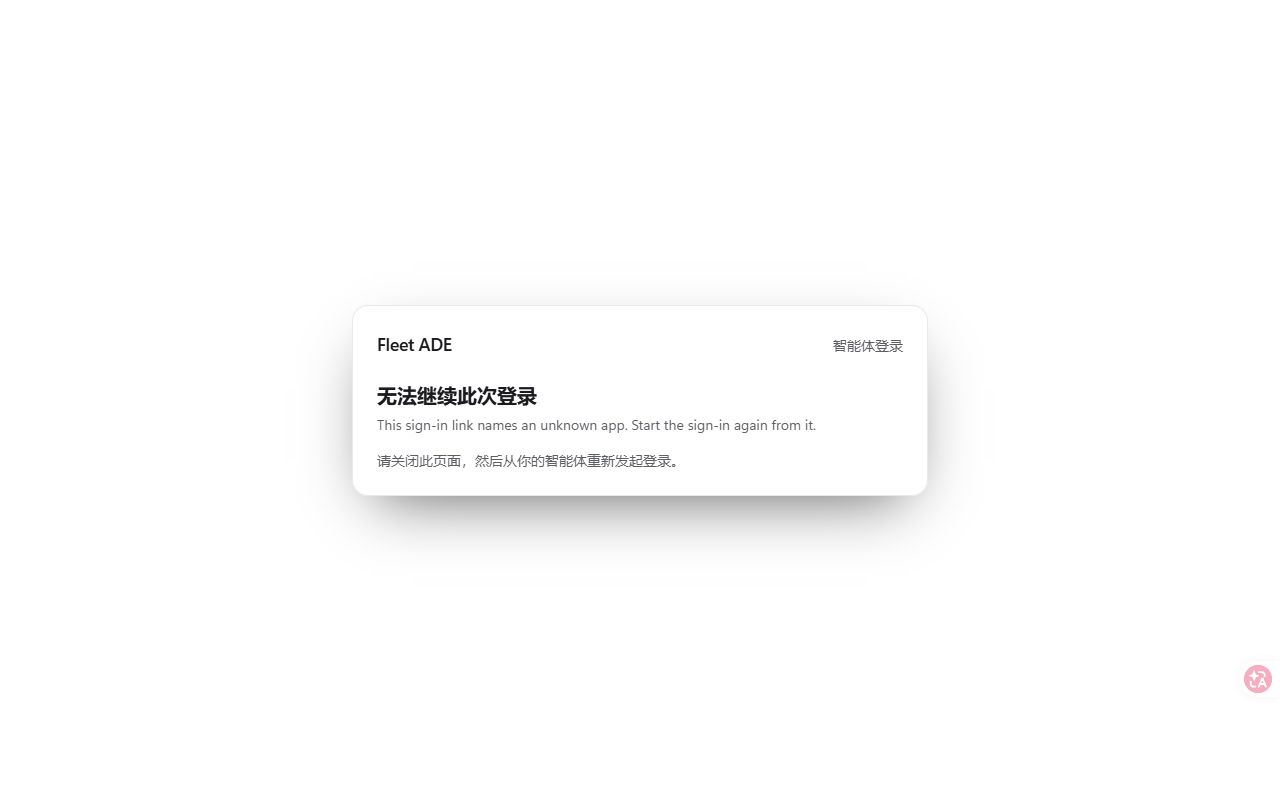 Fleet ADE
智能体登录
无法继续此次登录
This sign-in link names an unknown app. Start the sign-in again from it.
请关闭此页面，然后从你的智能体重新发起登录。
A